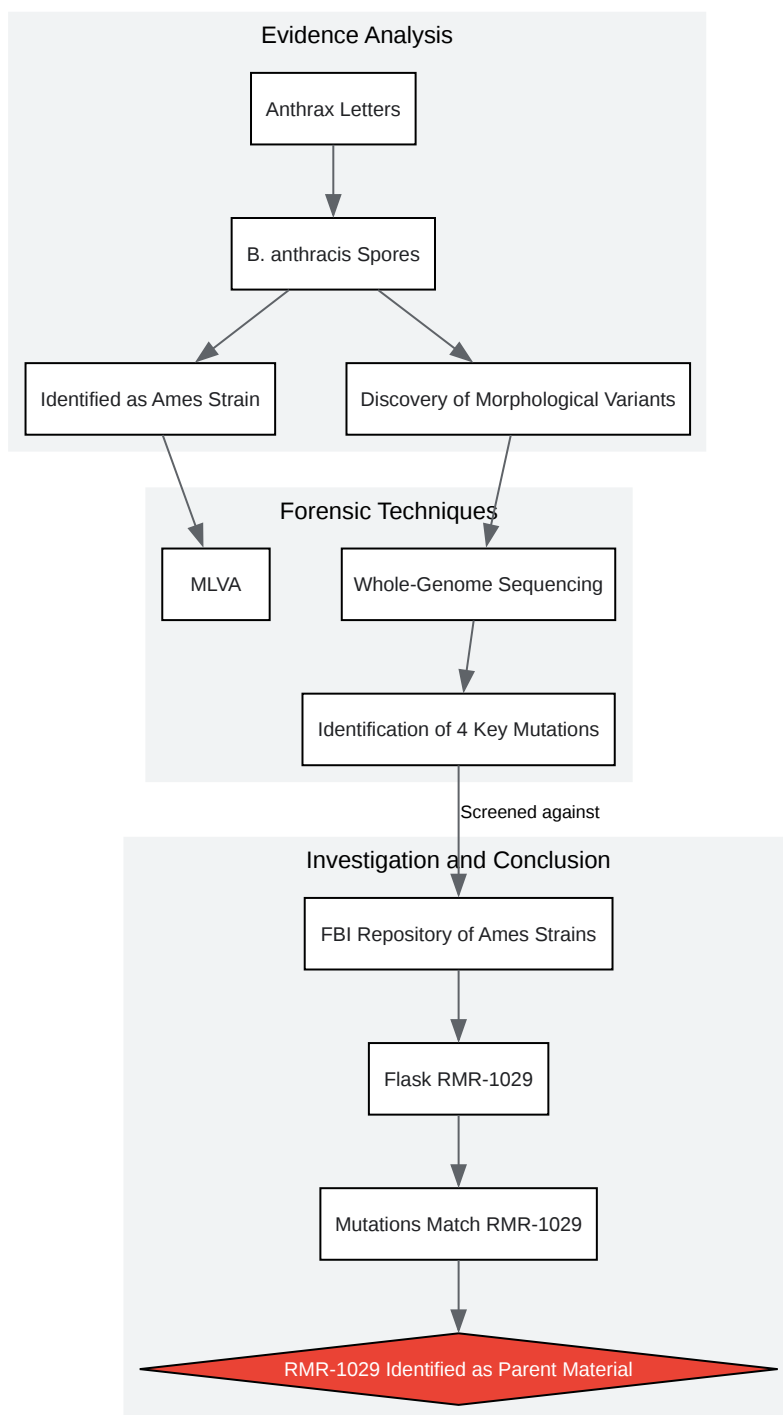 Evidence Analysis
Anthrax Letters
B. anthracis Spores
Identified as Ames Strain
Discovery of Morphological Variants
Forensic Techniques
MLVA
Whole-Genome Sequencing
Identification of 4 Key Mutations
Screened against
Investigation and Conclusion
FBI Repository of Ames Strains
Flask RMR-1029
Mutations Match RMR-1029
RMR-1029 Identified as Parent Material